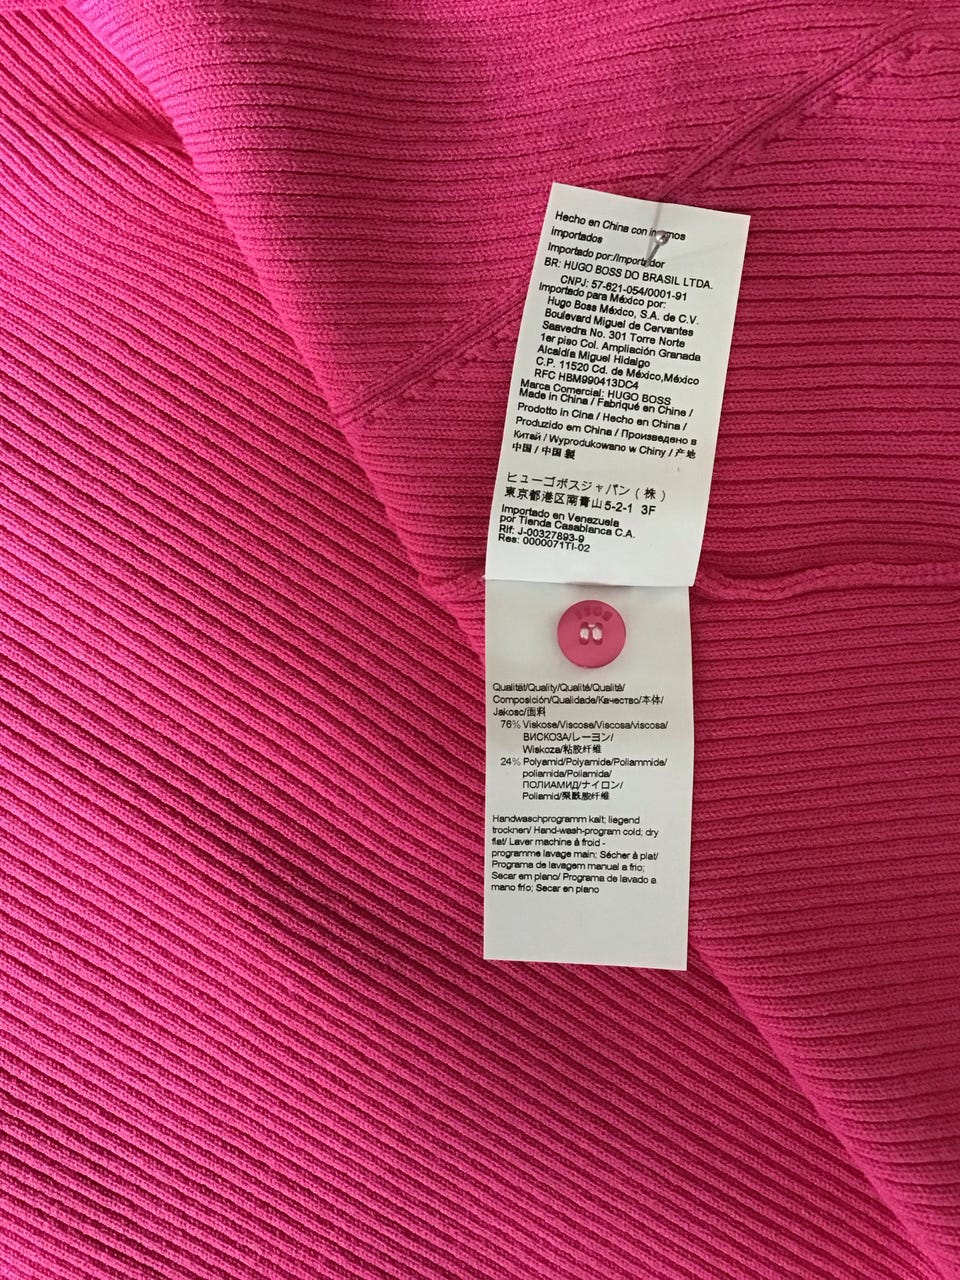 Hecho en China con
importados
Importado por:/Importador
BR: HUGO BOSS DO BRASIL LTDA.
CNPJ: 57-621-054/0001-91
Importado para México por:
Hugo Boss México, S.A. de C.V.
Boulevard Miguel de Cervantes
Saavedra No. 301 Torre Norte
1er piso Col. Ampliación Granada
Alcaldía Miguel Hidalgo
C.P. 11520 Cd. de México,México
RFC HBM990413DC4
Marca Comercial: HUGO BOSS
Made in China / Fabriqué en Chine /
Prodotto in Cina / Hecho en China /
Produzido em China / Произведено в
Китай / Wyprodukowano w Chiny / 产地
中国 / 中国 製
ヒューゴボスジャパン ( 株 )
東京都港区南青山 5-2-1 3F
Importado en Venezuela
por Tienda Casablanca C.A.
Rif: J-00327893-9
Res: 0000071TI-02
BOSS
Qualität/Quality/Qualité/Qualità/
Composición/Qualidade/Качество/本体/
Jakosc/面料
76% Viskose/Viscose/Viscosa/viscosa/
ВИСКОЗА/レーヨン/
Wiskoza/粘胶纤维
24% Polyamid/Polyamide/Poliammide/
poliamida/Poliamida/
ПОЛИАМИД/ナイロン/
Poliamid/聚酰胺纤维
Handwaschprogramm kalt; liegend
trocknen/ Hand-wash-program cold; dry
flat/ Laver machine à froid -
programme lavage main; Sécher à plat/
Programa de lavagem manual a frio;
Secar em plano/ Programa de lavado a
mano frío; Secar en plano